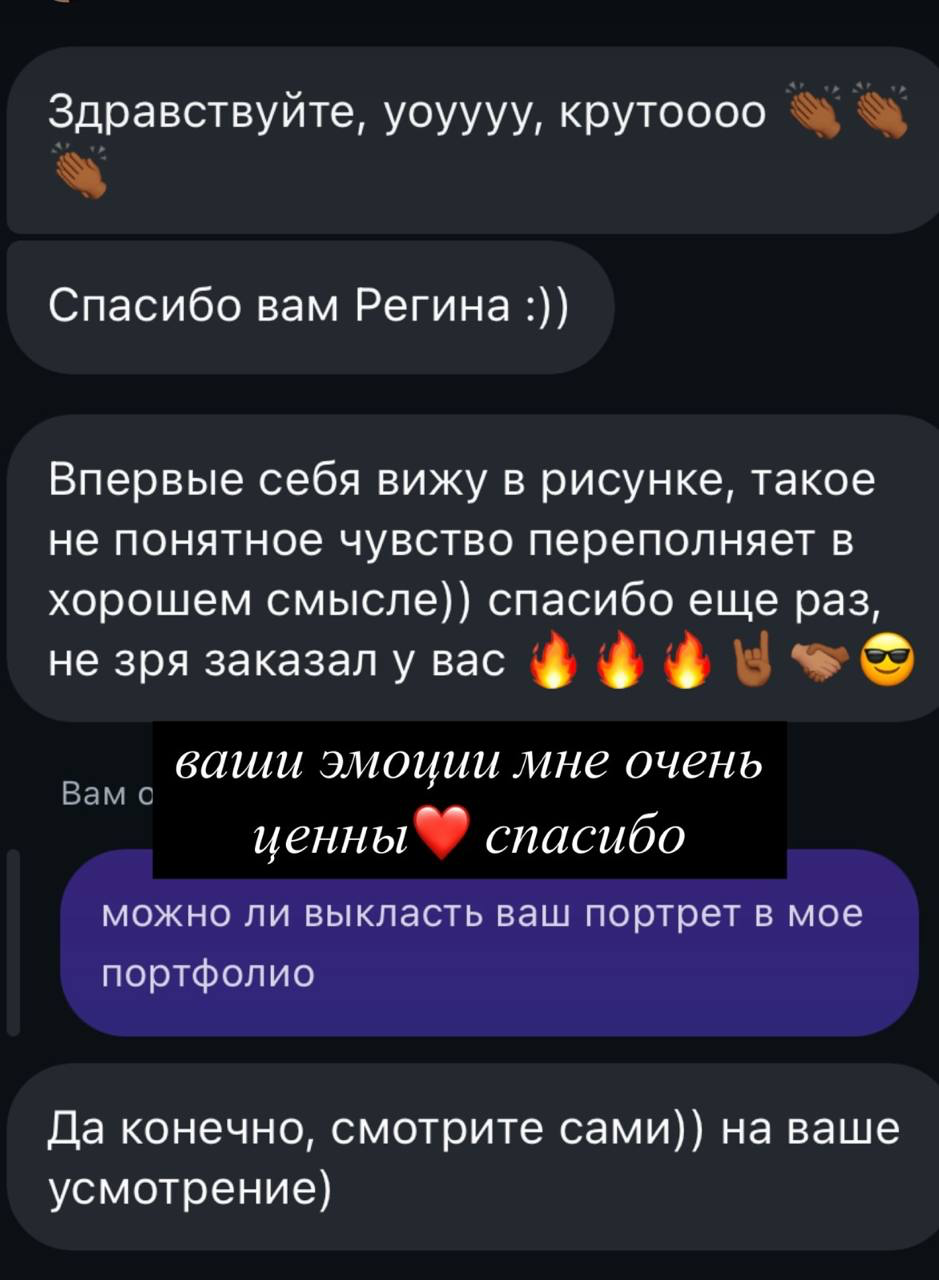 Здравствуйте, уоуууу, крутоооо 👏🏾👏🏾
👏🏾
Спасибо вам Регина :))
Впервые себя вижу в рисунке, такое
не понятное чувство переполняет в
хорошем смысле)) спасибо еще раз,
не зря заказал у вас 🔥🔥🔥🤘🏾🤝🏽😎
ваши эмоции мне очень
ценны❤️ спасибо
Вам
можно ли выкласть ваш портрет в мое
портфолио
Да конечно, смотрите сами)) на ваше
усмотрение)